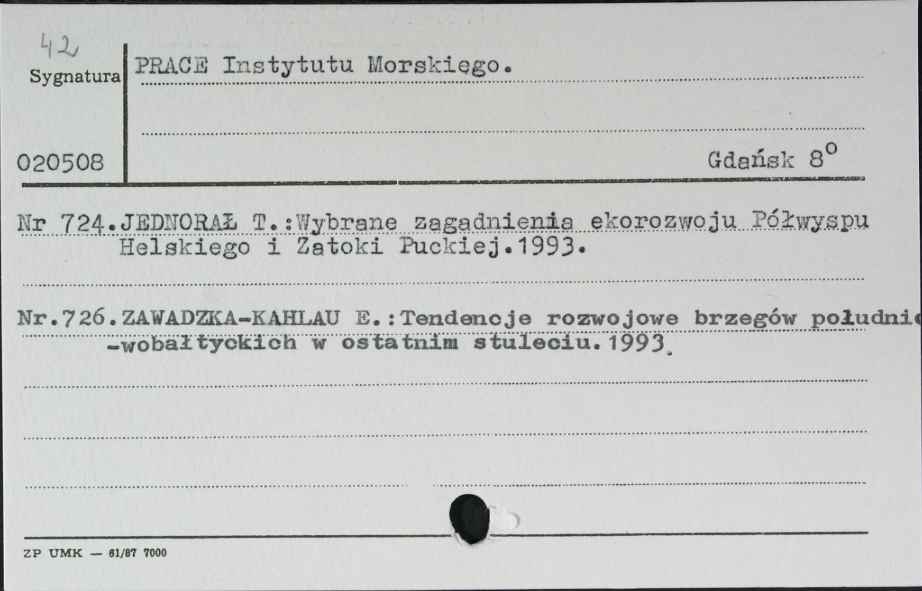 42
Sygnatura
PRACE Instytutu Morskiego.
020508
Gdańsk 8°
Nr 724.JEDNORAŁ T.:Wybrane zagadnienia ekorozwoju Półwyspu
Helskiego i Zatoki Puckiej.1993.
Nr.726.ZAWADZKA-KAHLAU E.:Tendencje rozwojowe brzegów południo
-wobałtyckich w ostatnim stuleciu.1993.
ZP UMK — 61/87 7000